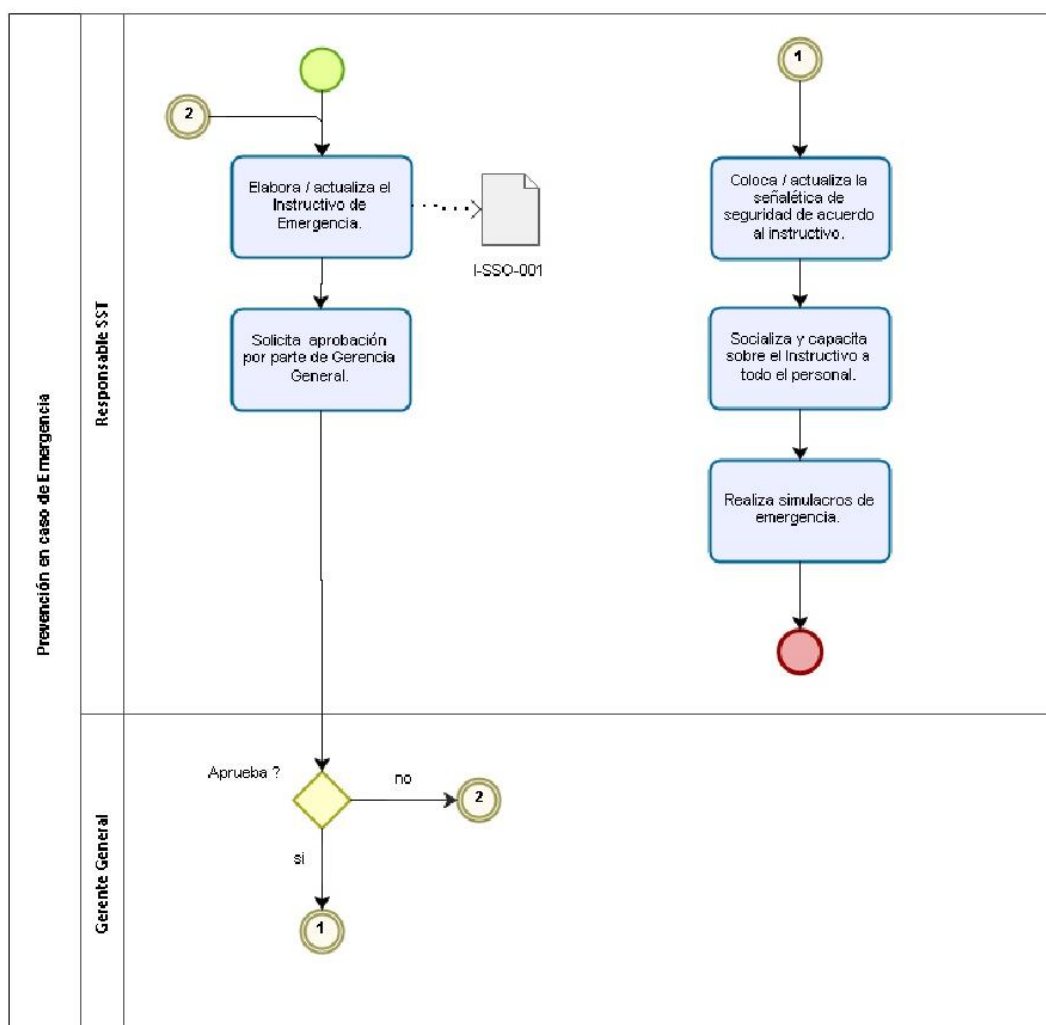 Prevención en caso de Emergencia
Responsable SST
2
Elabora / actualiza el
Instructivo de
Emergencia.
I-SSO-001
Solicita aprobación
por parte de Gerencia
General.
1
Coloca / actualiza la
señalética de
seguridad de acuerdo
al instructivo.
Socializa y capacita
sobre el Instructivo a
todo el personal.
Realiza simulacros de
emergencia.
Gerente General
Aprueba ?
no
2
si
1